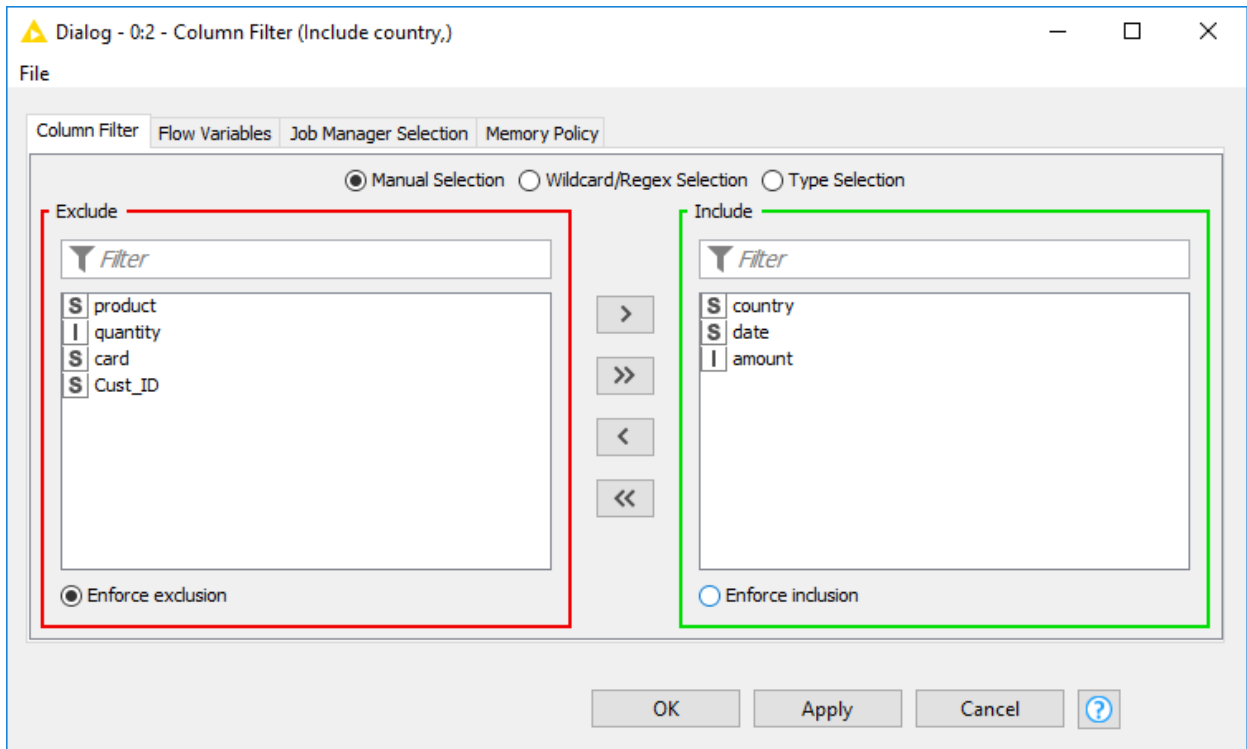 Dialog - 0:2 - Column Filter (Include country,)
File
Column Filter Flow Variables Job Manager Selection Memory Policy
Manual Selection Wildcard/Regex Selection Type Selection
Exclude
Filter
S product
I quantity
S card
S Cust_ID
Enforce exclusion
>
>>
<
<<
Include
Filter
S country
S date
I amount
Enforce inclusion
OK Apply Cancel ?